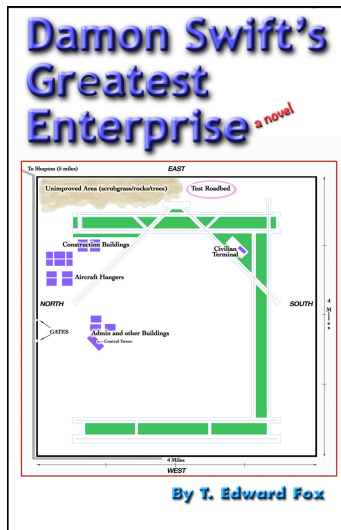 Damon Swift's
Greatest
Enterprise
a novel
To Shopton (5 miles)
EAST
Unimproved Area (scrubgrass/rocks/trees)
Test Roadbed
Construction Buildings
Civilian
Terminal
Aircraft Hangers
NORTH
SOUTH
4 Miles
GATES
Admin and other Buildings
Control Tower
4 Miles
WEST
By T. Edward Fox